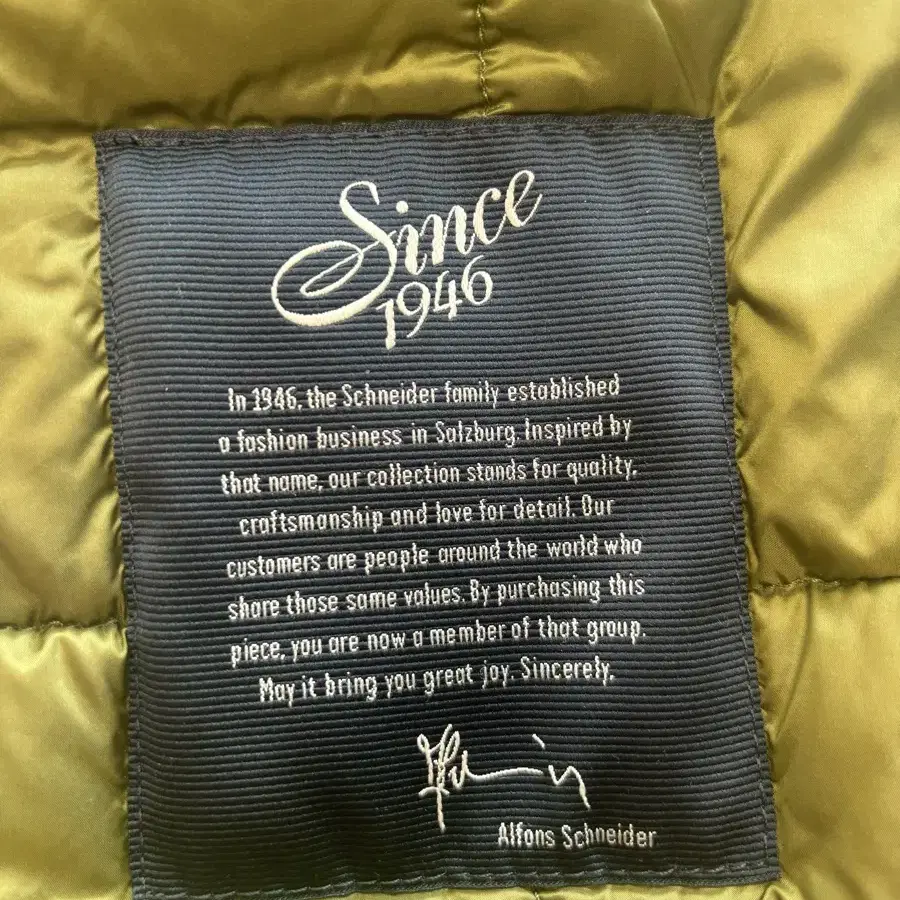 Since
1946
In 1946, the Schneider family established
a fashion business in Salzburg. Inspired by
that name, our collection stands for quality,
craftsmanship and love for detail. Our
customers are people around the world who
share those same values. By purchasing this
piece, you are now a member of that group.
May it bring you great joy. Sincerely,
Alfons Schneider